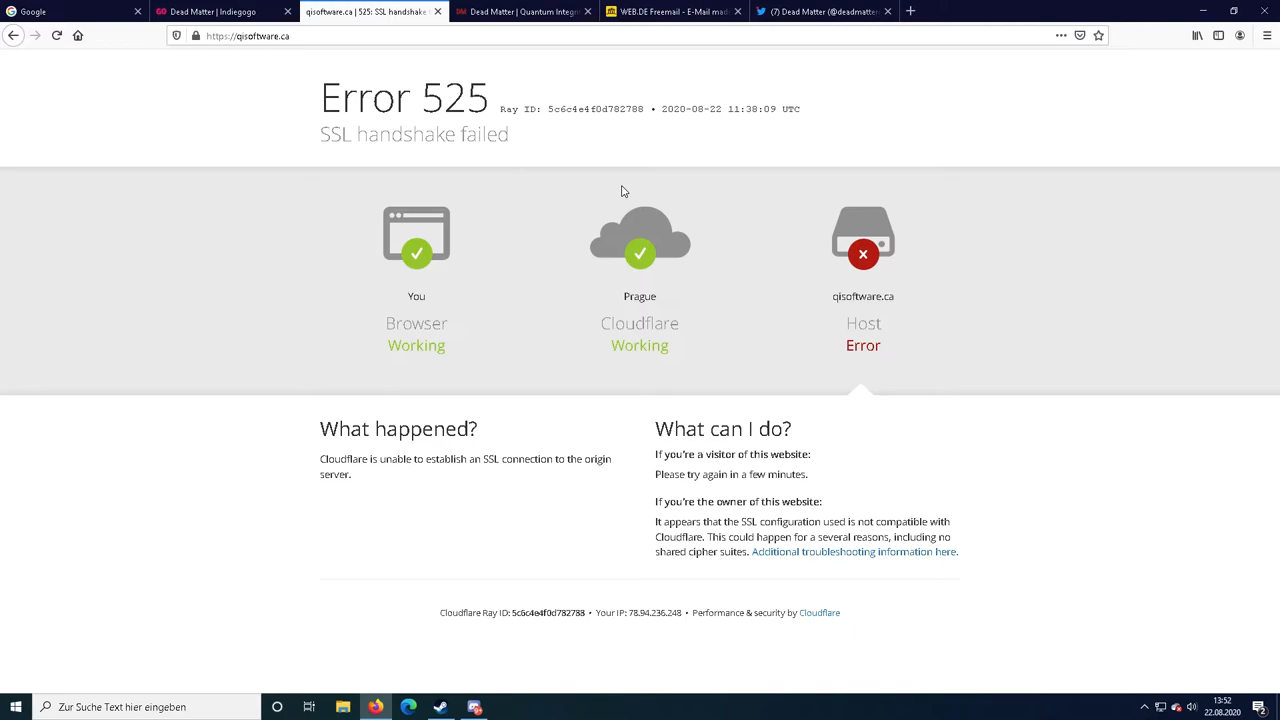 Google
Dead Matter | Indiegogo
qisoftware.ca | 525: SSL handshake
Dead Matter | Quantum Integri
WEB.DE Freemail - E-Mail mad
(7) Dead Matter (@deadmatter
https://qisoftware.ca
Error 525 Ray ID: 5c6c4e4f0d782788 • 2020-08-22 11:38:09 UTC
SSL handshake failed
You
Browser
Working
Prague
Cloudflare
Working
qisoftware.ca
Host
Error
What happened?
Cloudflare is unable to establish an SSL connection to the origin
server.
What can I do?
If you're a visitor of this website:
Please try again in a few minutes.
If you're the owner of this website:
It appears that the SSL configuration used is not compatible with
Cloudflare. This could happen for a several reasons, including no
shared cipher suites. Additional troubleshooting information here.
Cloudflare Ray ID: 5c6c4e4f0d782788 • Your IP: 78.94.236.248 • Performance & security by Cloudflare
Zur Suche Text hier eingeben
13:52
22.08.2020
2